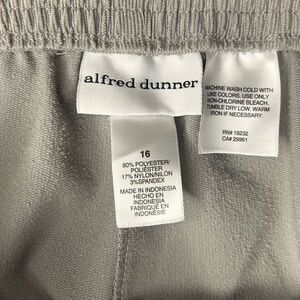 alfred dunner
16
80% POLYESTER/
POLIÉSTER
17% NYLON/NILON
3%SPANDEX
MADE IN INDONESIA
HECHO EN
INDONESIA
FABRIQUÉ EN
INDONÉSIE
MACHINE WASH COLD WITH
LIKE COLORS. USE ONLY
NON-CHLORINE BLEACH.
TUMBLE DRY LOW. WARM
IRON IF NECESSARY.
RN# 19232
CA# 29961